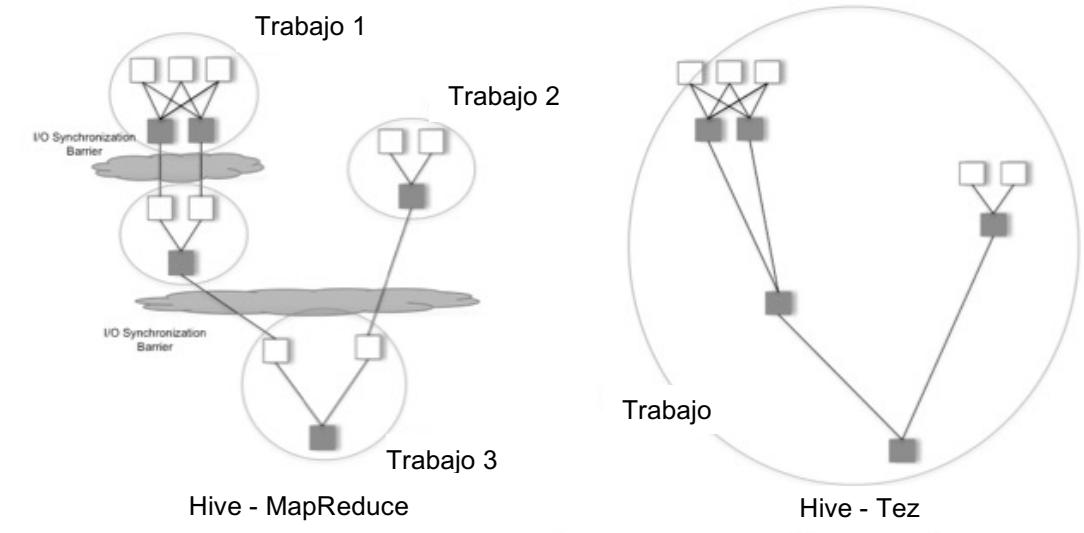 Trabajo 1
Trabajo 2
I/O Synchronization
Barrier
I/O Synchronization
Barrier
Trabajo 3
Hive - MapReduce
Trabajo
Hive - Tez